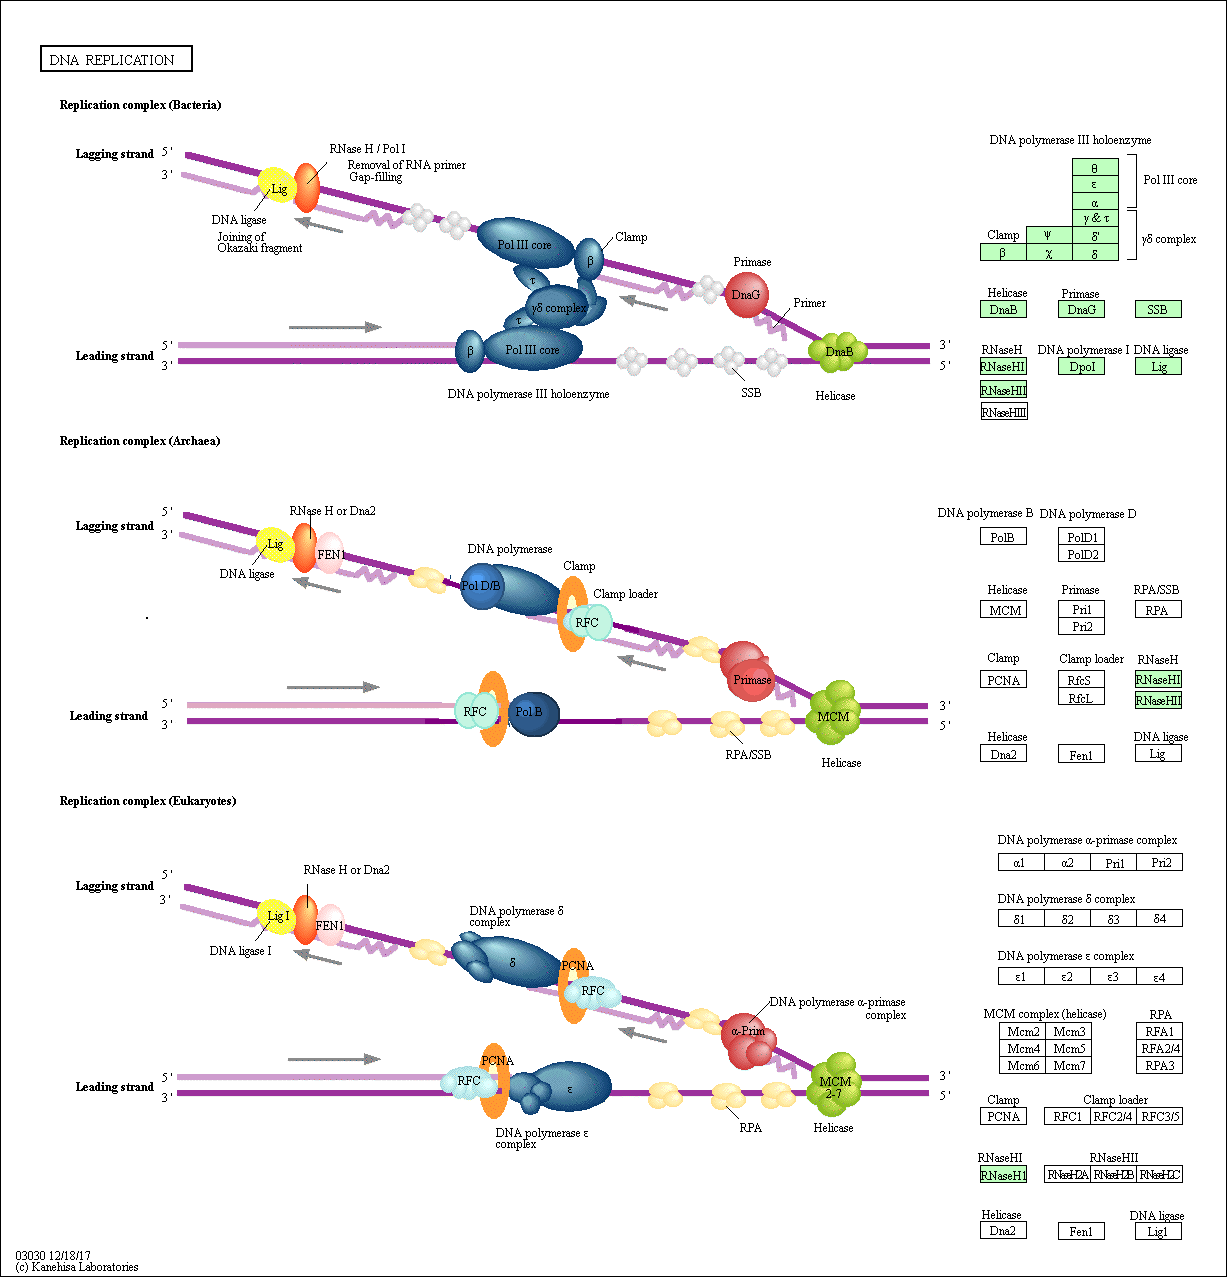 DNA REPLICATION
Replication complex (Bacteria)
Lagging strand
5'
3'
RNase H / Pol I
Removal of RNA primer
Gap-filling
Lig
DNA ligase
Joining of
Okazaki fragment
Pol III core
β
Clamp
τ
γδ complex
τ
Primase
DnaG
Primer
Leading strand
5'
3'
β
Pol III core
DNA polymerase III holoenzyme
SSB
DnaB
Helicase
3'
5'
DNA polymerase III holoenzyme
θ
ε
α
Pol III core
γ & τ
Clamp
ψ
δ'
β
χ
δ
γδ complex
Helicase
DnaB
Primase
DnaG
SSB
RNaseH
RNaseHI
RNaseHII
RNaseHIII
DNA polymerase I
DpoI
DNA ligase
Lig
Replication complex (Archaea)
Lagging strand
5'
3'
RNase H or Dna2
Lig
FEN1
DNA ligase
DNA polymerase
Pol D/B
Clamp
Clamp loader
RFC
Primase
Leading strand
5'
3'
RFC
Pol B
RPA/SSB
MCM
Helicase
3'
5'
DNA polymerase B
PolB
DNA polymerase D
PolD1
PolD2
Helicase
MCM
Primase
Pri1
Pri2
RPA/SSB
RPA
Clamp
PCNA
Clamp loader
RfcS
RfcL
RNaseH
RNaseHI
RNaseHII
Helicase
Dna2
Fen1
DNA ligase
Lig
Replication complex (Eukaryotes)
Lagging strand
5'
3'
RNase H or Dna2
Lig I
FEN1
DNA ligase I
DNA polymerase δ
complex
δ
PCNA
RFC
DNA polymerase α-primase
complex
α-Prim
Leading strand
5'
3'
PCNA
RFC
ε
DNA polymerase ε
complex
RPA
MCM
2-7
Helicase
3'
5'
DNA polymerase α-primase complex
α1 α2 Pri1 Pri2
DNA polymerase δ complex
δ1 δ2 δ3 δ4
DNA polymerase ε complex
ε1 ε2 ε3 ε4
MCM complex (helicase)
Mcm2 Mcm3
Mcm4 Mcm5
Mcm6 Mcm7
RPA
RFA1
RFA2/4
RPA3
Clamp
PCNA
Clamp loader
RFC1 RFC2/4 RFC3/5
RNaseHI
RNaseH1
RNaseHII
RNaseH2A RNaseH2B RNaseH2C
Helicase
Dna2
Fen1
DNA ligase
Lig1
03030 12/18/17
(c) Kanehisa Laboratories